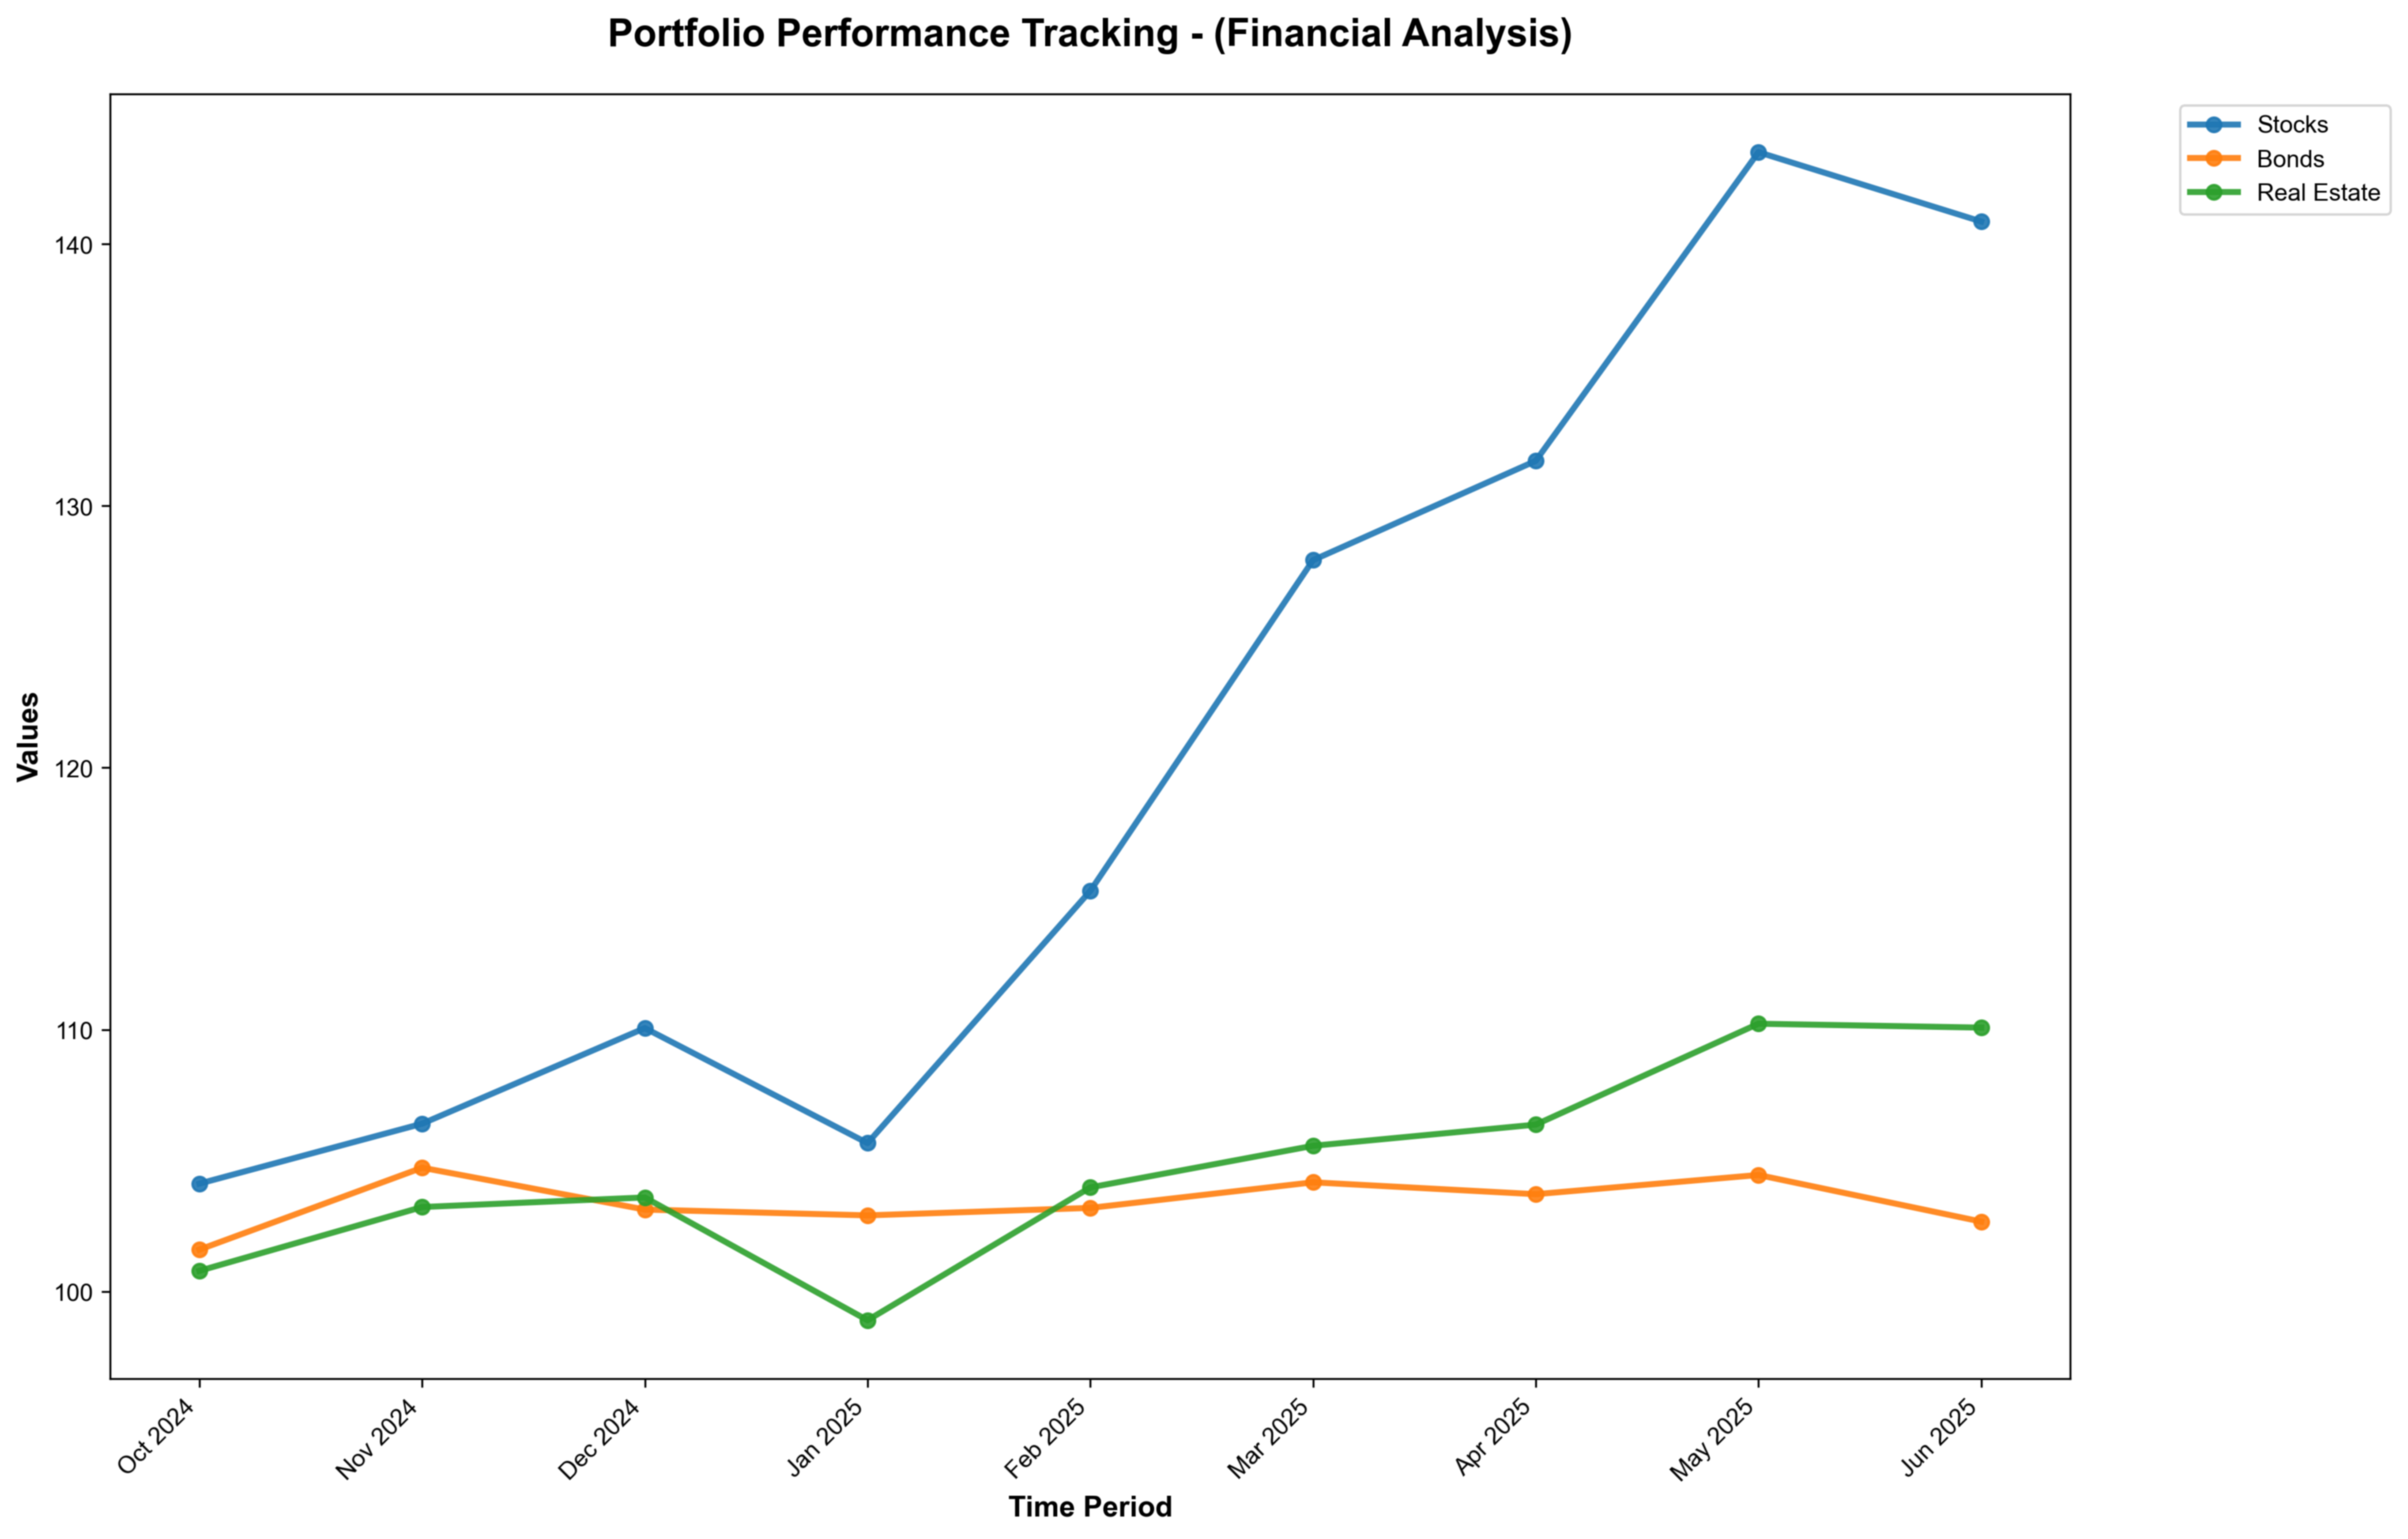 Portfolio Performance Tracking - (Financial Analysis)
Stocks
Bonds
Real Estate
Values
140
130
120
110
100
Oct 2024
Nov 2024
Dec 2024
Jan 2025
Feb 2025
Mar 2025
Apr 2025
May 2025
Jun 2025
Time Period